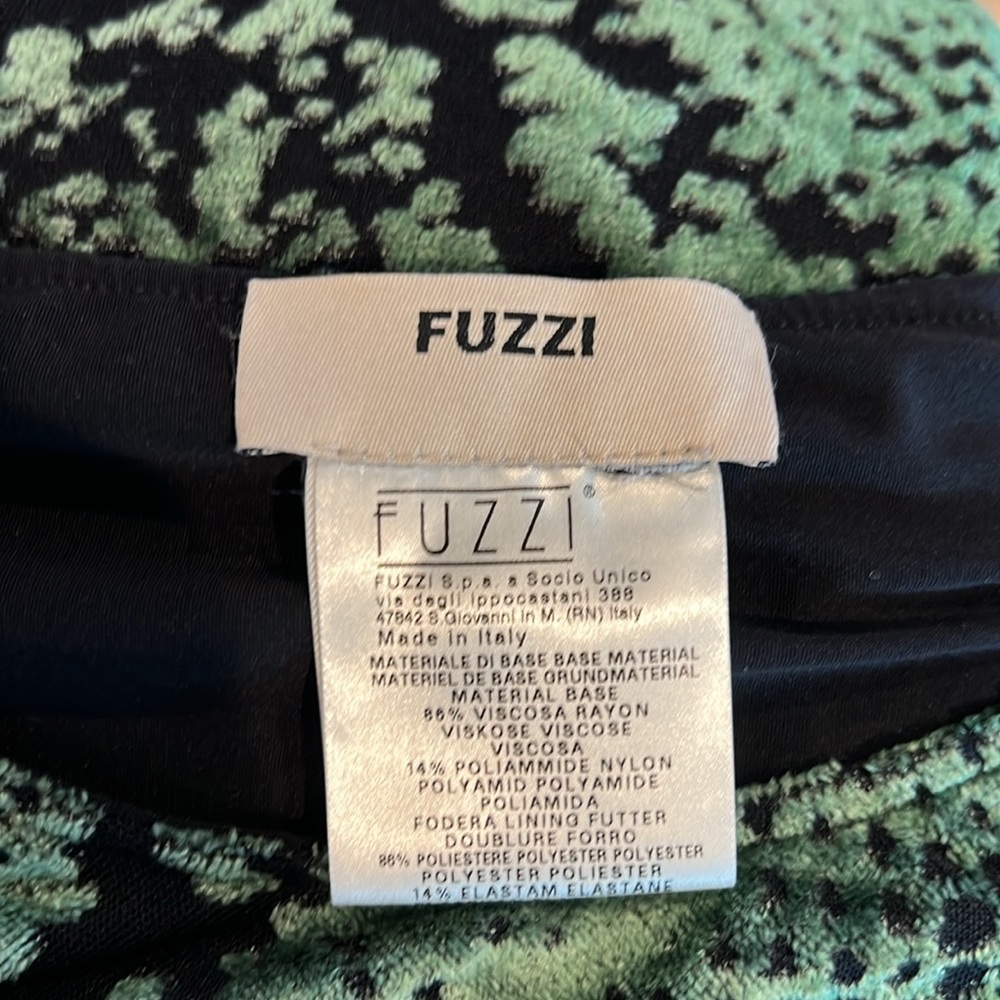 FUZZI
FUZZI®
FUZZI S.p.a. a Socio Unico
via degli Ippocastani 388
47842 S.Giovanni in M. (RN) Italy
Made in Italy
MATERIALE DI BASE BASE MATERIAL
MATERIEL DE BASE GRUNDMATERIAL
MATERIAL BASE
86% VISCOSA RAYON
VISKOSE VISCOSE
VISCOSA
14% POLIAMMIDE NYLON
POLYAMID POLYAMIDE
POLIAMIDA
FODERA LINING FUTTER
DOUBLURE FORRO
86% POLIESTERE POLYESTER POLYESTER
POLYESTER POLIESTER
14% ELASTAM ELASTANE